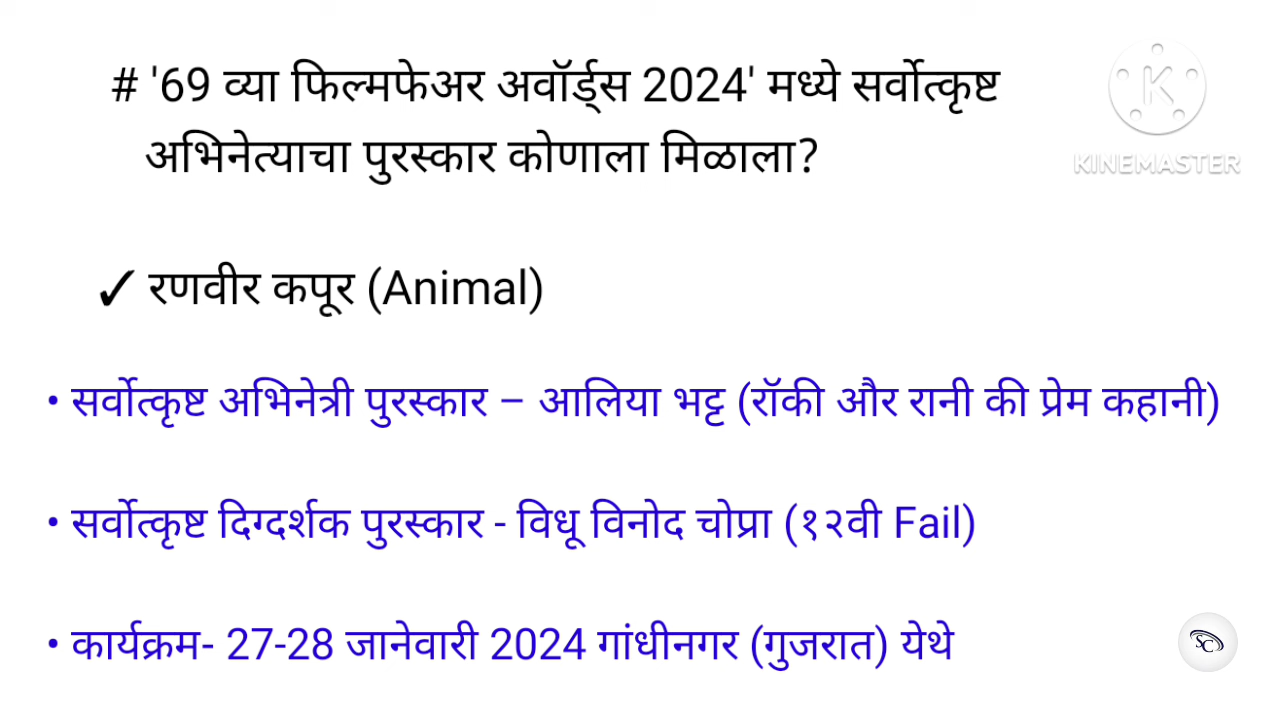 # '69 व्या फिल्मफेअर अवॉर्ड्स 2024' मध्ये सर्वोत्कृष्ट
अभिनेत्याचा पुरस्कार कोणाला मिळाला?
K
KINEMASTER
✓ रणवीर कपूर (Animal)
• सर्वोत्कृष्ट अभिनेत्री पुरस्कार – आलिया भट्ट (रॉकी और रानी की प्रेम कहानी)
• सर्वोत्कृष्ट दिग्दर्शक पुरस्कार - विधू विनोद चोप्रा (१२वी Fail)
• कार्यक्रम- 27-28 जानेवारी 2024 गांधीनगर (गुजरात) येथे
SC